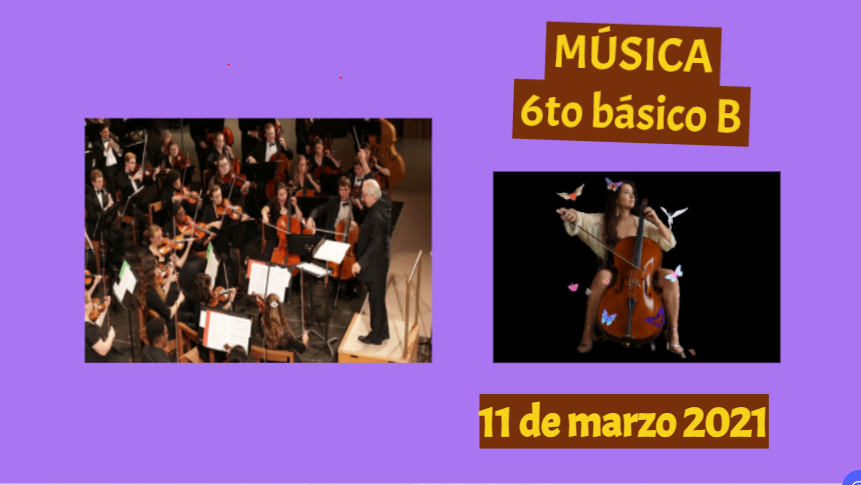 MÚSICA
6to básico B
11 de marzo 2021